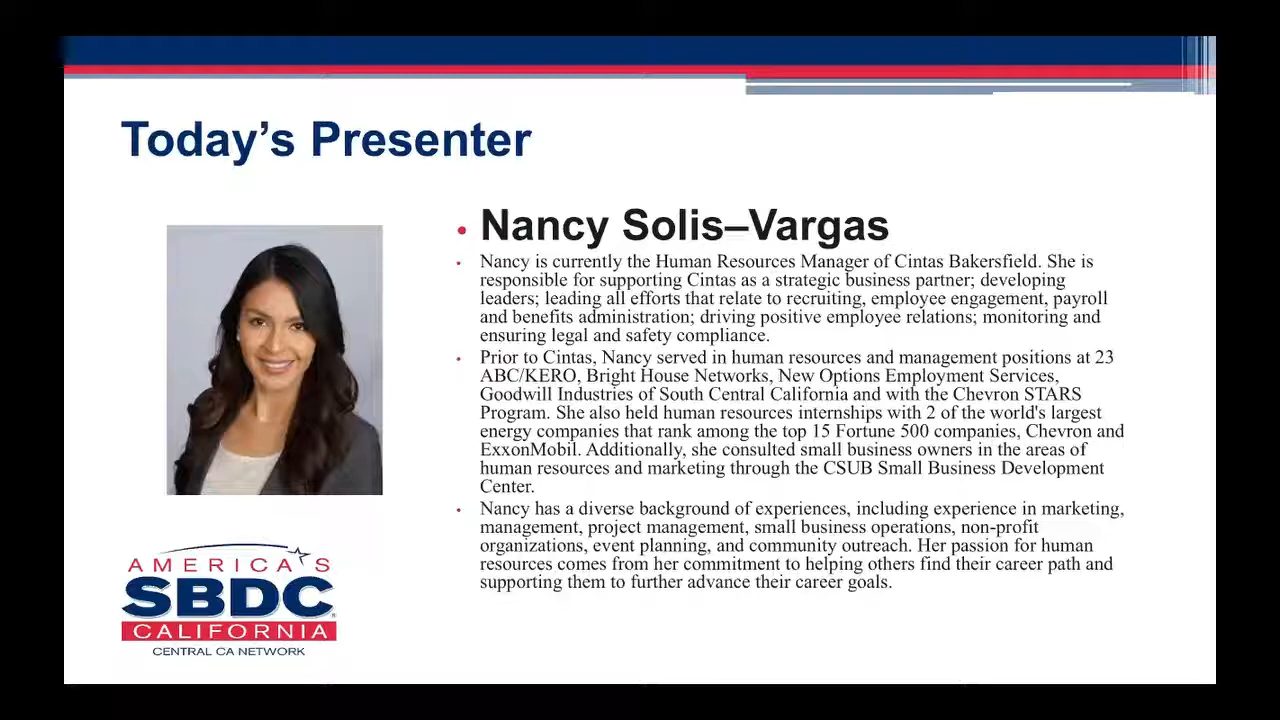 Today's Presenter
• Nancy Solis–Vargas
• Nancy is currently the Human Resources Manager of Cintas Bakersfield. She is
responsible for supporting Cintas as a strategic business partner; developing
leaders; leading all efforts that relate to recruiting, employee engagement, payroll
and benefits administration; driving positive employee relations; monitoring and
ensuring legal and safety compliance.
• Prior to Cintas, Nancy served in human resources and management positions at 23
ABC/KERO, Bright House Networks, New Options Employment Services,
Goodwill Industries of South Central California and with the Chevron STARS
Program. She also held human resources internships with 2 of the world's largest
energy companies that rank among the top 15 Fortune 500 companies, Chevron and
ExxonMobil. Additionally, she consulted small business owners in the areas of
human resources and marketing through the CSUB Small Business Development
Center.
• Nancy has a diverse background of experiences, including experience in marketing,
management, project management, small business operations, non-profit
organizations, event planning, and community outreach. Her passion for human
resources comes from her commitment to helping others find their career path and
supporting them to further advance their career goals.
AMERICA'S
SBDC®
CALIFORNIA
CENTRAL CA NETWORK